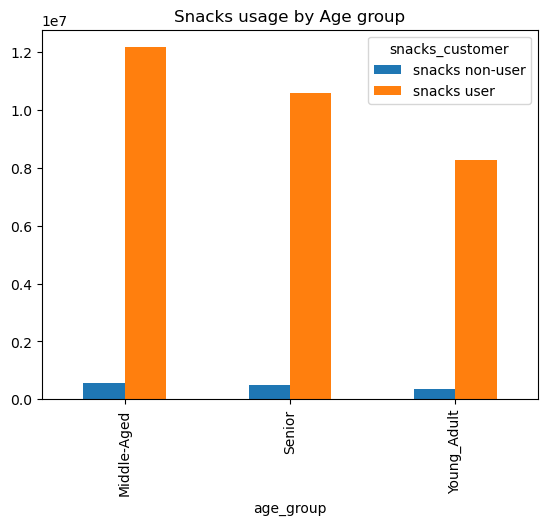 Snacks usage by Age group
1e7
snacks_customer
snacks non-user
snacks user
1.2
1.0
0.8
0.6
0.4
0.2
0.0
Middle-Aged
Senior
Young_Adult
age_group